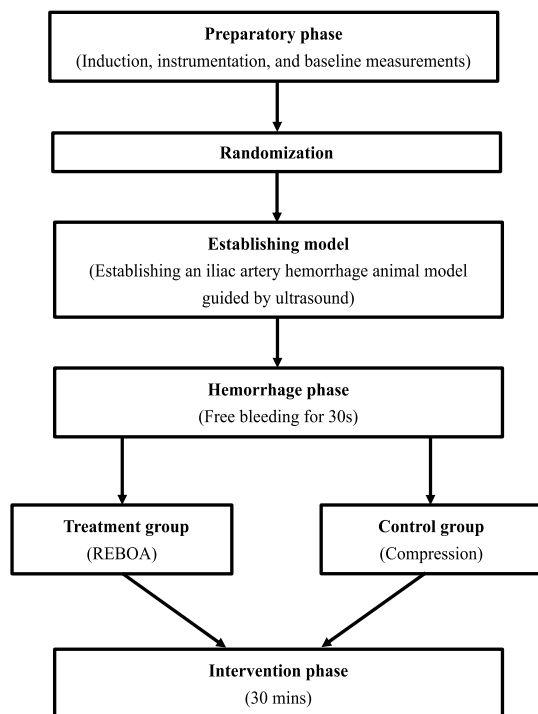 Preparatory phase
(Induction, instrumentation, and baseline measurements)
Randomization
Establishing model
(Establishing an iliac artery hemorrhage animal model
guided by ultrasound)
Hemorrhage phase
(Free bleeding for 30s)
Treatment group
(REBOA)
Control group
(Compression)
Intervention phase
(30 mins)